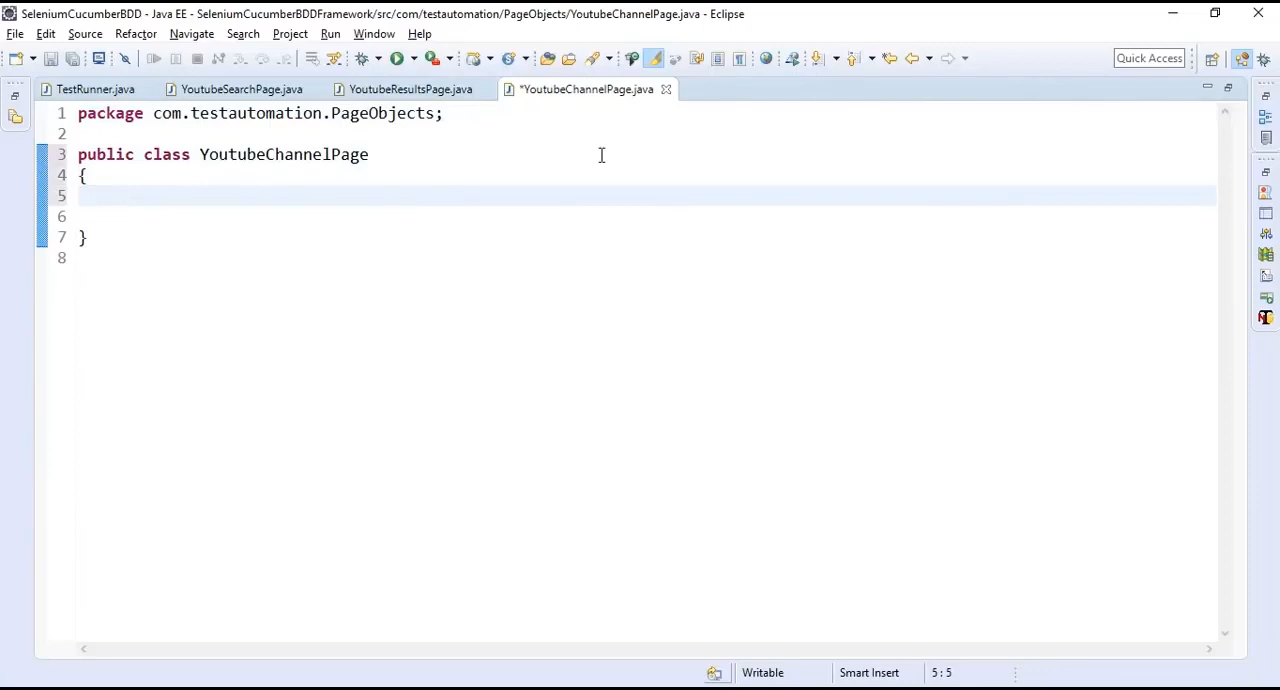 SeleniumCucumberBDD - Java EE - SeleniumCucumberBDDFramework/src/com/testautomation/PageObjects/YoutubeChannelPage.java - Eclipse
File Edit Source Refactor Navigate Search Project Run Window Help
Quick Access
TestRunner.java YoutubeSearchPage.java YoutubeResultsPage.java *YoutubeChannelPage.java
1 package com.testautomation.PageObjects;
2
3 public class YoutubeChannelPage
4 {
5
6
7 }
8
Writable Smart Insert 5 : 5